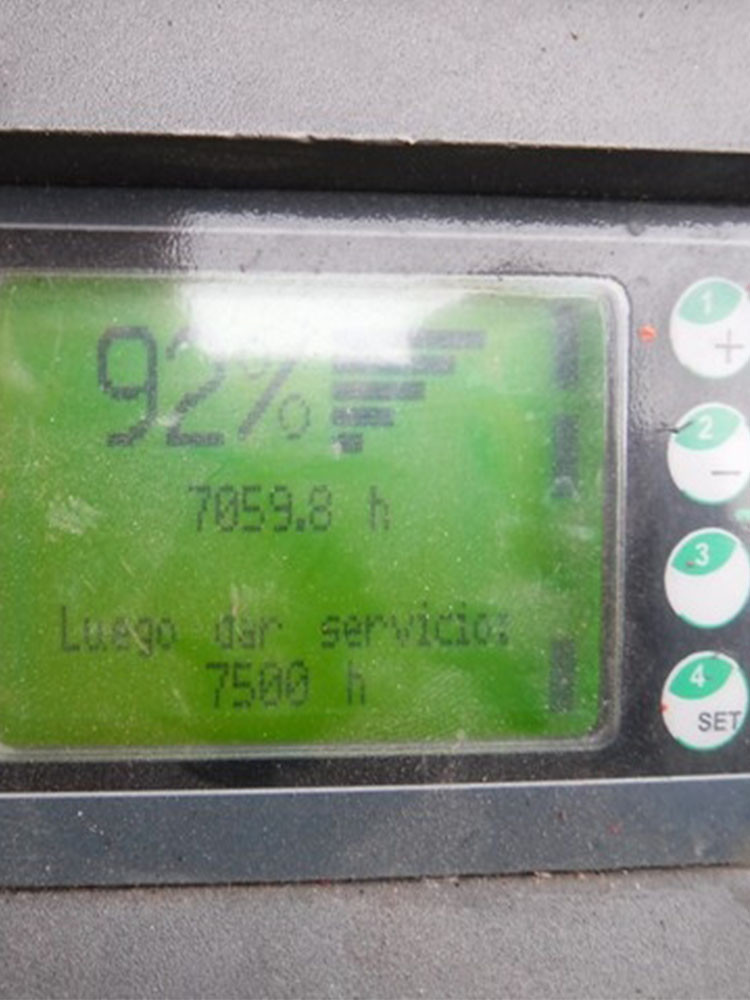 92%
7059.8 h
Luego dar servicio:
7500 h
1
+
2
−
3
4
SET